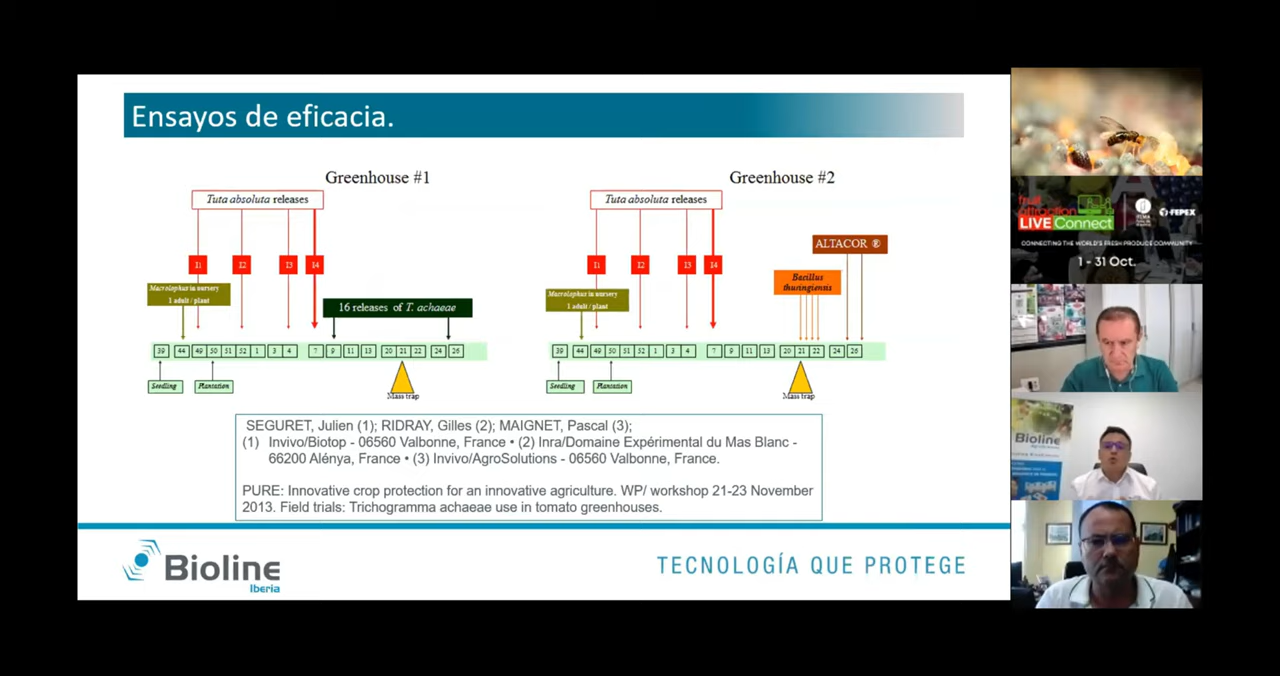 Ensayos de eficacia.
Greenhouse #1
Tuta absoluta releases
I1 I2 I3 I4
Macrolophus in nursery
1 adult / plant
16 releases of T. achaeae
39 44 49 50 51 52 1 3 4 7 9 11 13 20 21 22 24 26
Seedling
Plantation
Mass trap
Greenhouse #2
Tuta absoluta releases
ALTACOR ®
I1 I2 I3 I4
Bacillus
thuringiensis
Macrolophus in nursery
1 adult / plant
39 44 49 50 51 52 1 3 4 7 9 11 13 20 21 22 24 26
Seedling
Plantation
Mass trap
SEGURET, Julien (1); RIDRAY, Gilles (2); MAIGNET, Pascal (3);
(1) Invivo/Biotop - 06560 Valbonne, France • (2) Inra/Domaine Expérimental du Mas Blanc -
66200 Alénya, France • (3) Invivo/AgroSolutions - 06560 Valbonne, France.
PURE: Innovative crop protection for an innovative agriculture. WP/ workshop 21-23 November
2013. Field trials: Trichogramma achaeae use in tomato greenhouses.
Bioline
Iberia
TECNOLOGÍA QUE PROTEGE
fruit
attraction
LIVE Connect
IFEMA
FEPEX
CONNECTING THE WORLD'S FRESH PRODUCE COMMUNITY
1 - 31 Oct.
Bioline